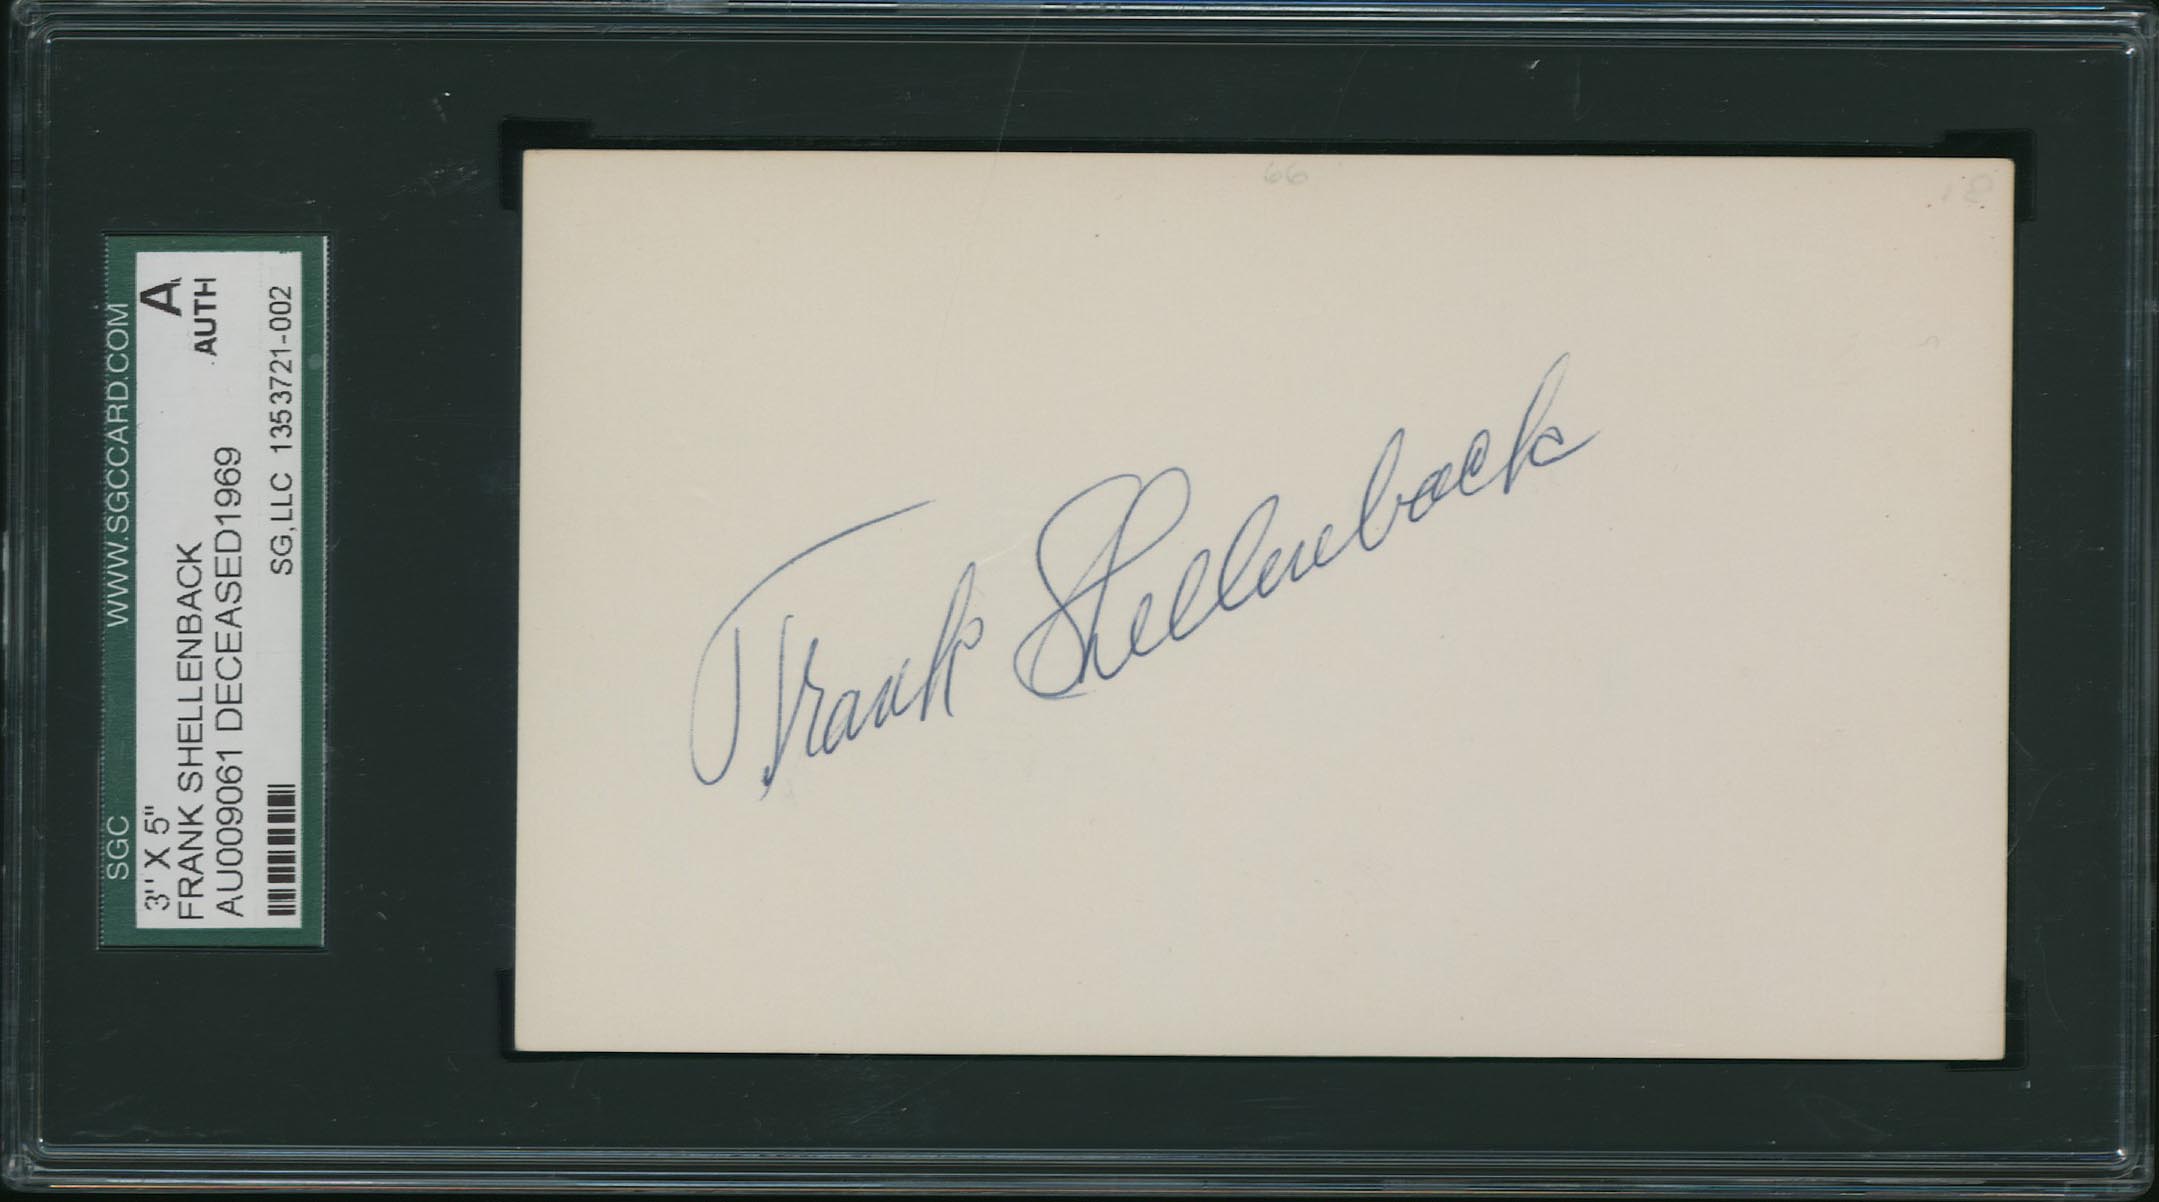 SGC WWW.SGCCARD.COM
3" X 5" A
FRANK SHELLENBACK AUTH
AU009061 DECEASED1969
SG, LLC 1353721-002
66
Frank Shellenback